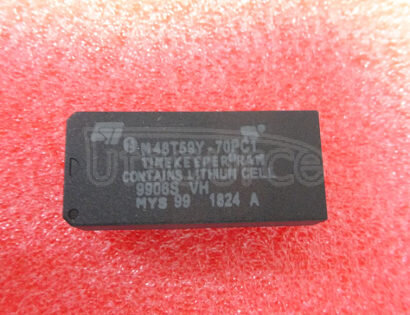 M48T59Y-70PC1
TIMEKEEPER RAM
CONTAINS LITHIUM CELL
9908S VH
MYS 99 1824 A